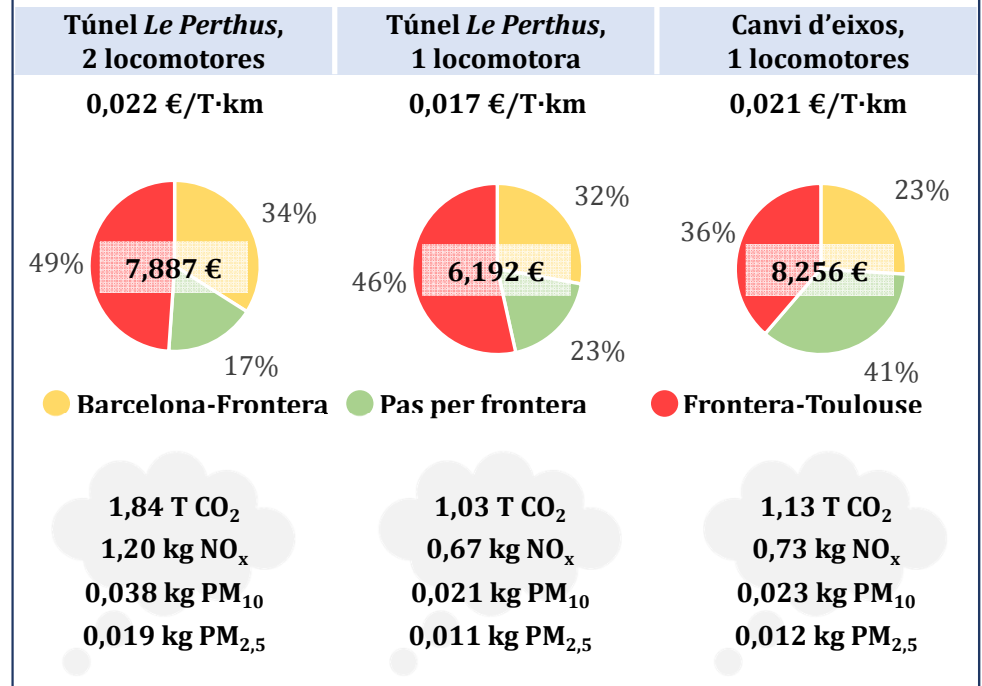 Túnel Le Perthus,
2 locomotores
Túnel Le Perthus,
1 locomotora
Canvi d'eixos,
1 locomotores
0,022 €/T·km
0,017 €/T·km
0,021 €/T·km
34%
49%
7,887 €
17%
32%
46%
6,192 €
23%
23%
36%
8,256 €
41%
Barcelona-Frontera
Pas per frontera
Frontera-Toulouse
1,84 T CO₂
1,20 kg NOₓ
0,038 kg PM₁₀
0,019 kg PM₂,₅
1,03 T CO₂
0,67 kg NOₓ
0,021 kg PM₁₀
0,011 kg PM₂,₅
1,13 T CO₂
0,73 kg NOₓ
0,023 kg PM₁₀
0,012 kg PM₂,₅